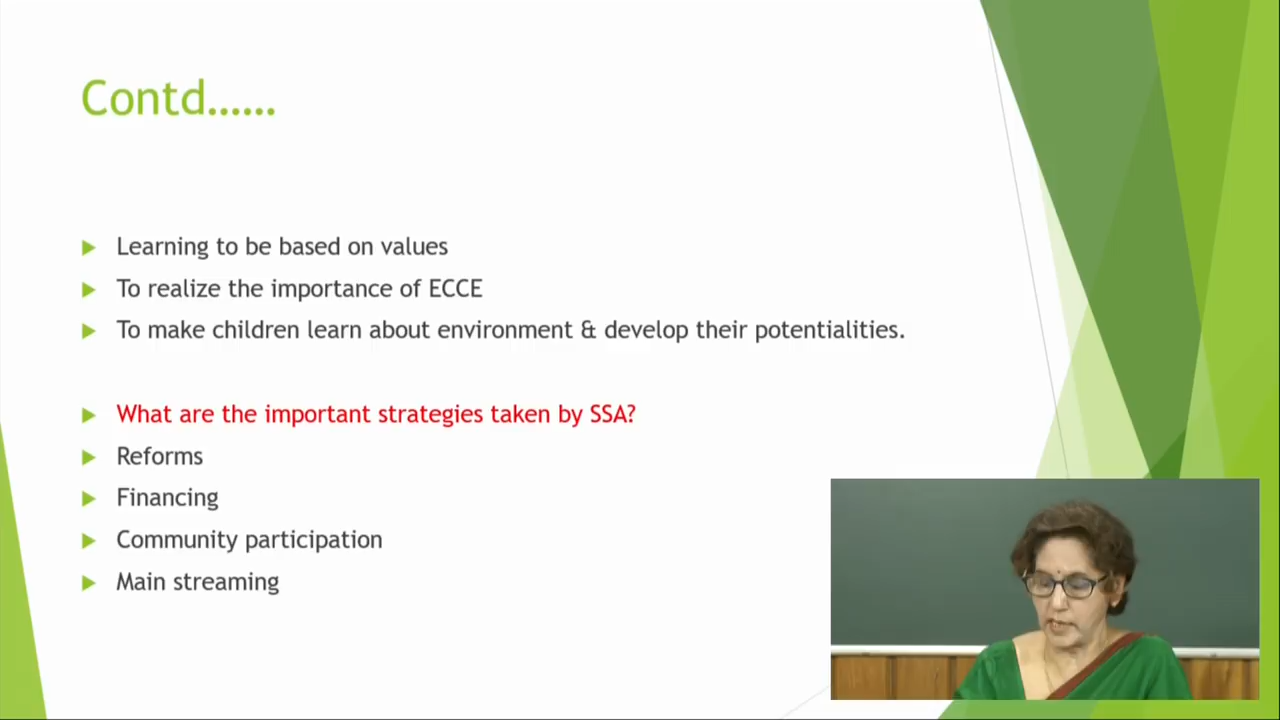 Contd......
Learning to be based on values
To realize the importance of ECCE
To make children learn about environment & develop their potentialities.
What are the important strategies taken by SSA?
Reforms
Financing
Community participation
Main streaming